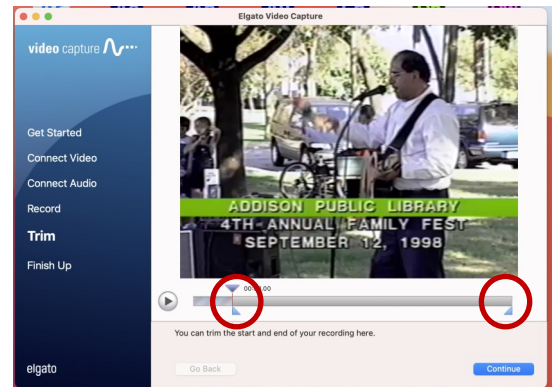 Elgato Video Capture
video capture
Get Started
Connect Video
Connect Audio
Record
Trim
Finish Up
ADDISON PUBLIC LIBRARY
4TH ANNUAL FAMILY FEST
SEPTEMBER 12, 1998
You can trim the start and end of your recording here.
elgato
Go Back
Continue